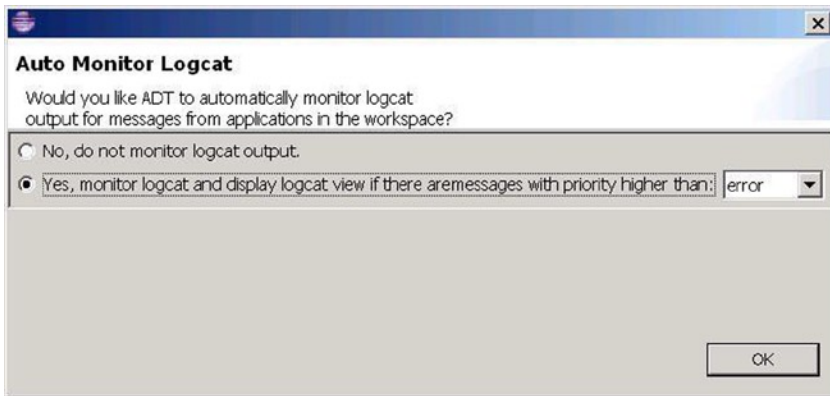 Auto Monitor Logcat
Would you like ADT to automatically monitor logcat
output for messages from applications in the workspace?
No, do not monitor logcat output.
Yes, monitor logcat and display logcat view if there aremessages with priority higher than: error
OK